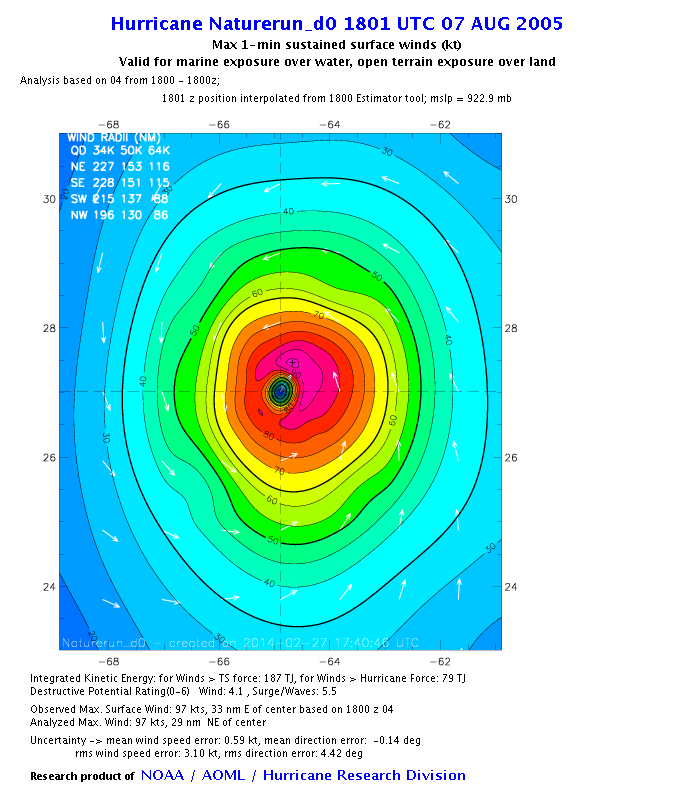 Hurricane Naturerun_d0 1801 UTC 07 AUG 2005
Max 1-min sustained surface winds (kt)
Valid for marine exposure over water, open terrain exposure over land
Analysis based on 04 from 1800 - 1800z;
1801 z position interpolated from 1800 Estimator tool; mslp = 922.9 mb
-68 -66 -64 -62
WIND RADII (NM)
QD 34K 50K 64K
NE 227 153 116
SE 228 151 115
SW 215 137 88
NW 196 130 86
30 30
28 28
26 26
24 24
20 30 30 40 50 60 70
50 40 30 60 80 70
60 50 40 30 30 20
Naturerun_d0 - created on 2014-02-27 17:40:46 UTC
-68 -66 -64 -62
Integrated Kinetic Energy: for Winds > TS force: 187 TJ, for Winds > Hurricane Force: 79 TJ
Destructive Potential Rating(0-6) Wind: 4.1 , Surge/Waves: 5.5
Observed Max. Surface Wind: 97 kts, 33 nm E of center based on 1800 z 04
Analyzed Max. Wind: 97 kts, 29 nm NE of center
Uncertainty -> mean wind speed error: 0.59 kt, mean direction error: -0.14 deg
rms wind speed error: 3.10 kt, rms direction error: 4.42 deg
Research product of NOAA / AOML / Hurricane Research Division